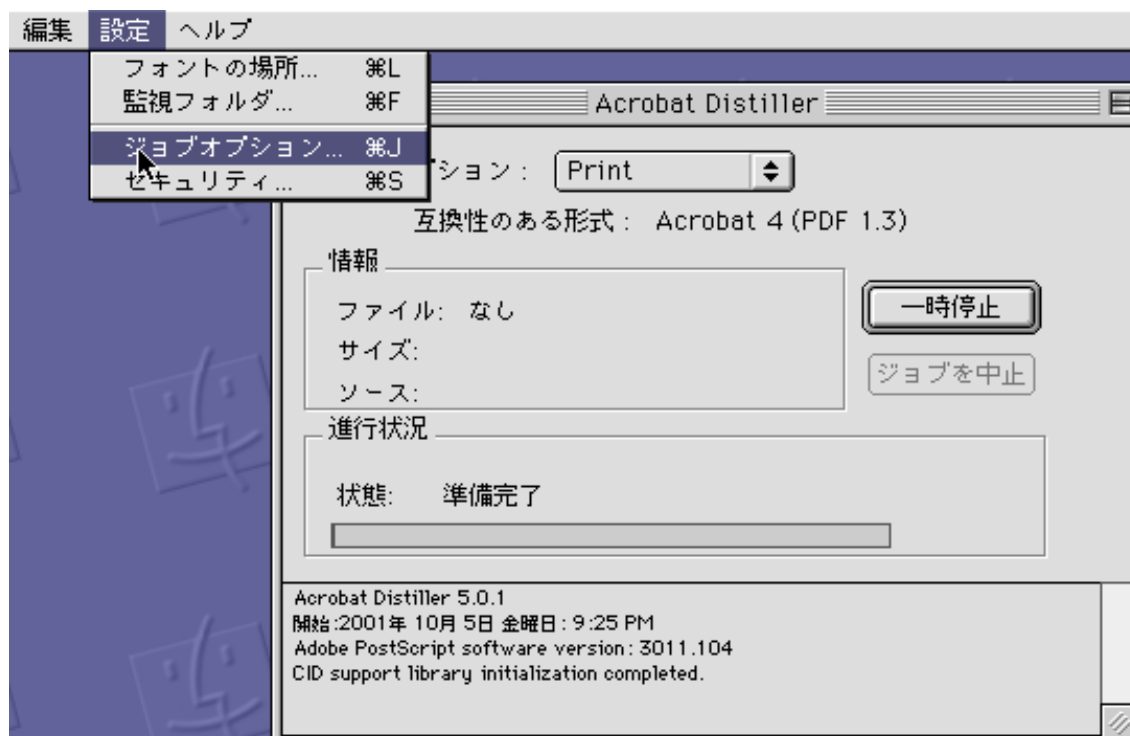 編集 設定 ヘルプ
フォントの場所... ⌘L
監視フォルダ... ⌘F
ジョブオプション... ⌘J
セキュリティ... ⌘S
Acrobat Distiller
プション： Print
互換性のある形式： Acrobat 4 (PDF 1.3)
情報
ファイル: なし
サイズ:
ソース:
一時停止
ジョブを中止
進行状況
状態: 準備完了
Acrobat Distiller 5.0.1
開始:2001年 10月 5日 金曜日 : 9:25 PM
Adobe PostScript software version: 3011.104
CID support library initialization completed.